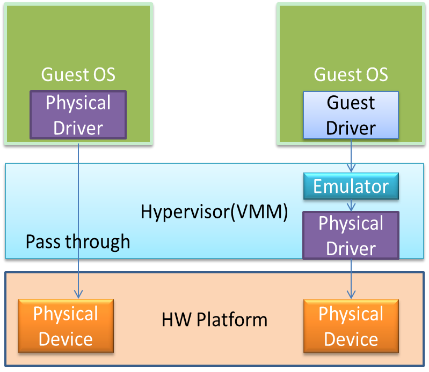 Guest OS
Physical
Driver
Guest OS
Guest
Driver
Emulator
Hypervisor(VMM)
Physical
Driver
Pass through
Physical
Device
HW Platform
Physical
Device